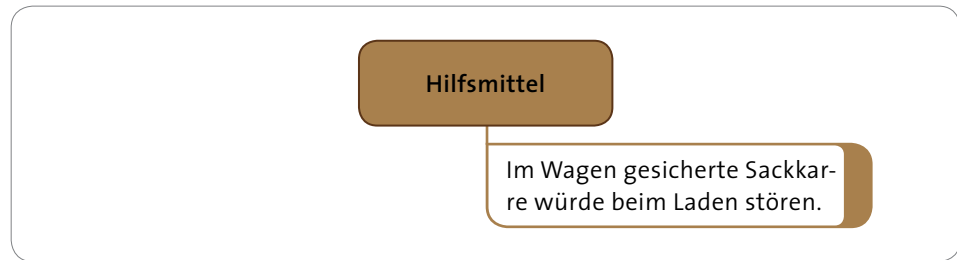 Hilfsmittel
Im Wagen gesicherte Sackkar-
re würde beim Laden stören.